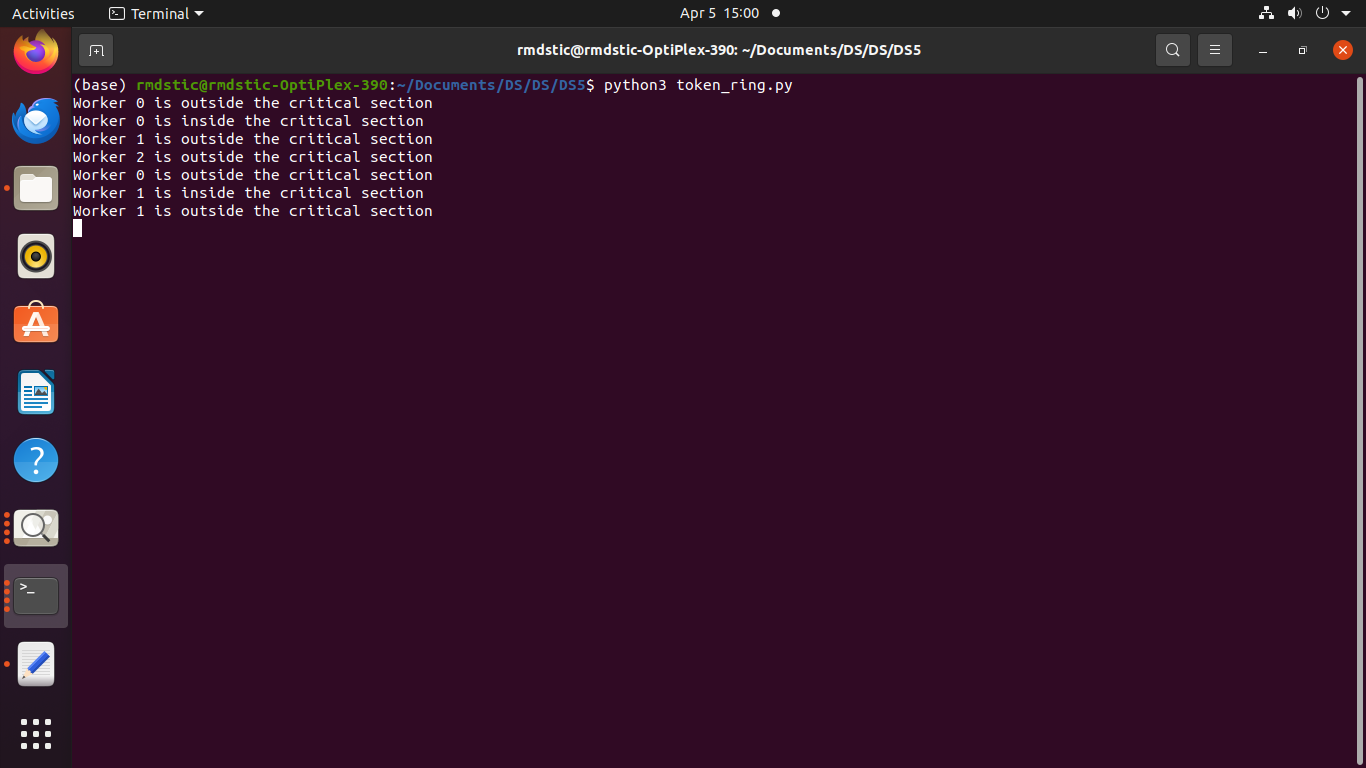 Activities Terminal Apr 5 15:00
rmdstic@rmdstic-OptiPlex-390: ~/Documents/DS/DS/DS5
(base) rmdstic@rmdstic-OptiPlex-390:~/Documents/DS/DS/DS5$ python3 token_ring.py
Worker 0 is outside the critical section
Worker 0 is inside the critical section
Worker 1 is outside the critical section
Worker 2 is outside the critical section
Worker 0 is outside the critical section
Worker 1 is inside the critical section
Worker 1 is outside the critical section